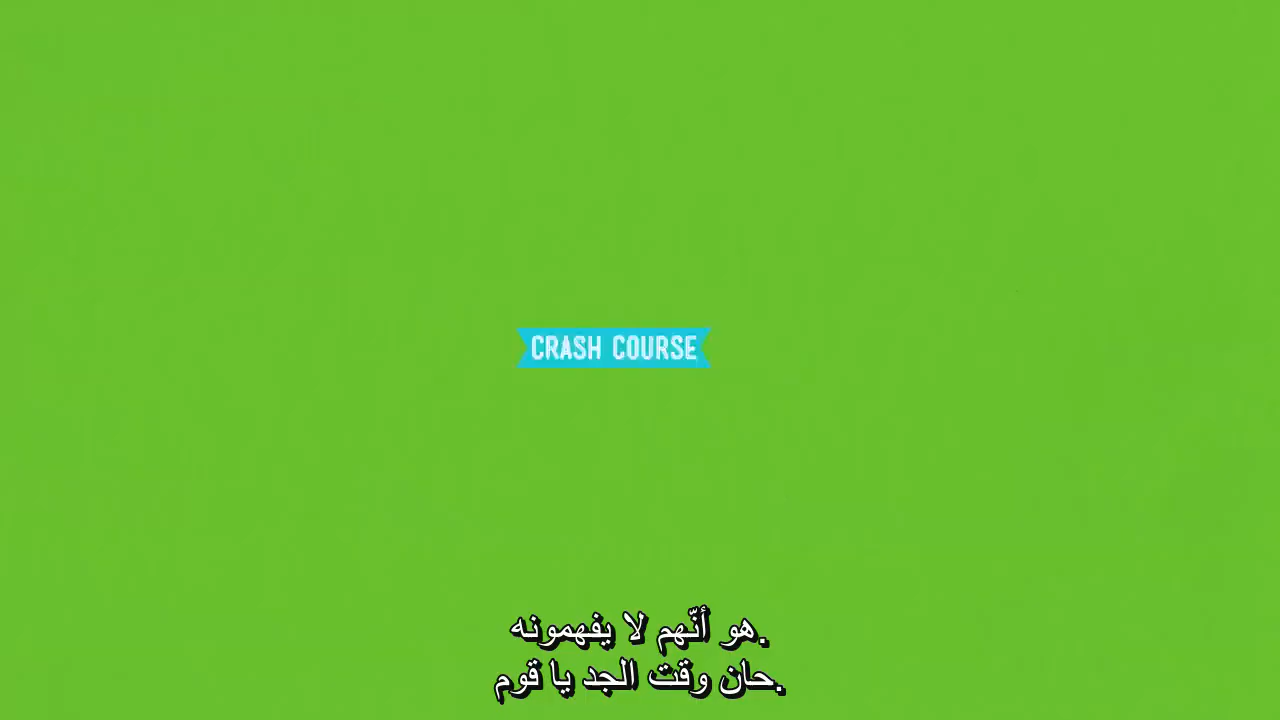 CRASH COURSE
هو أنّهم لا يفهمونه.
حان وقت الجد يا قوم.